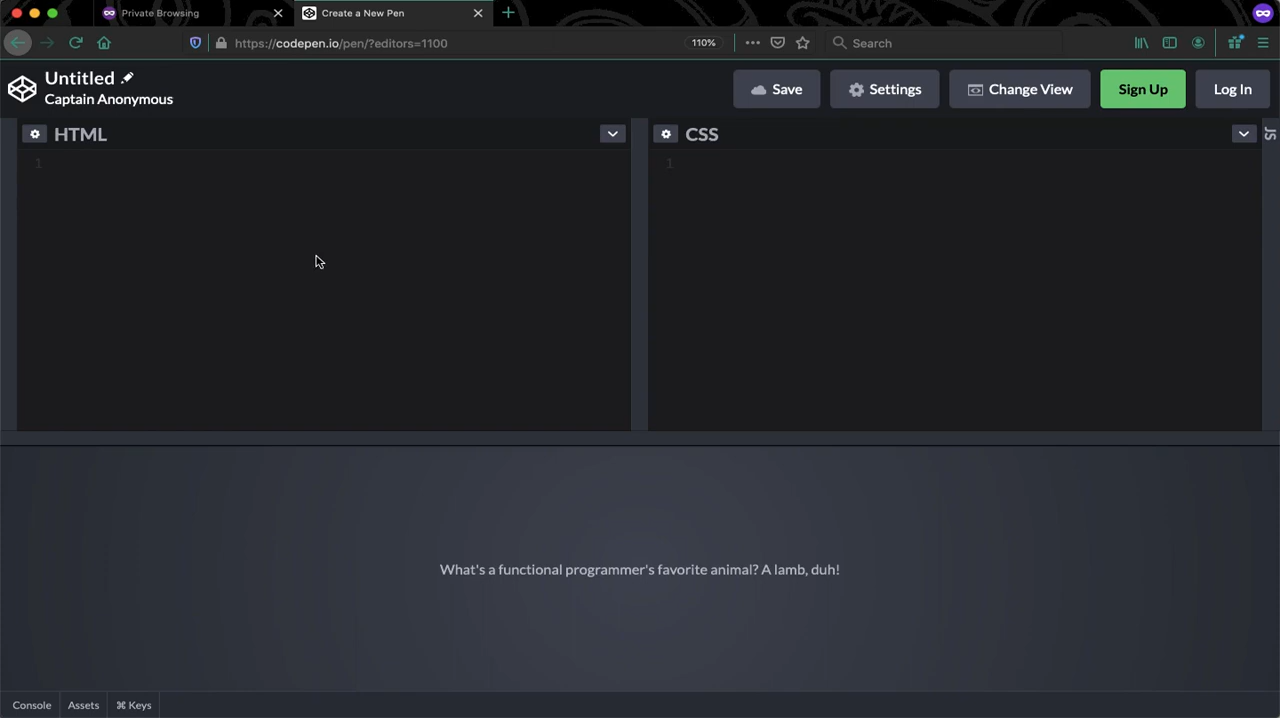 Private Browsing
Create a New Pen
https://codepen.io/pen/?editors=1100
110%
Search
Untitled
Captain Anonymous
Save
Settings
Change View
Sign Up
Log In
HTML
CSS
JS
1
1
What's a functional programmer's favorite animal? A lamb, duh!
Console
Assets
⌘ Keys